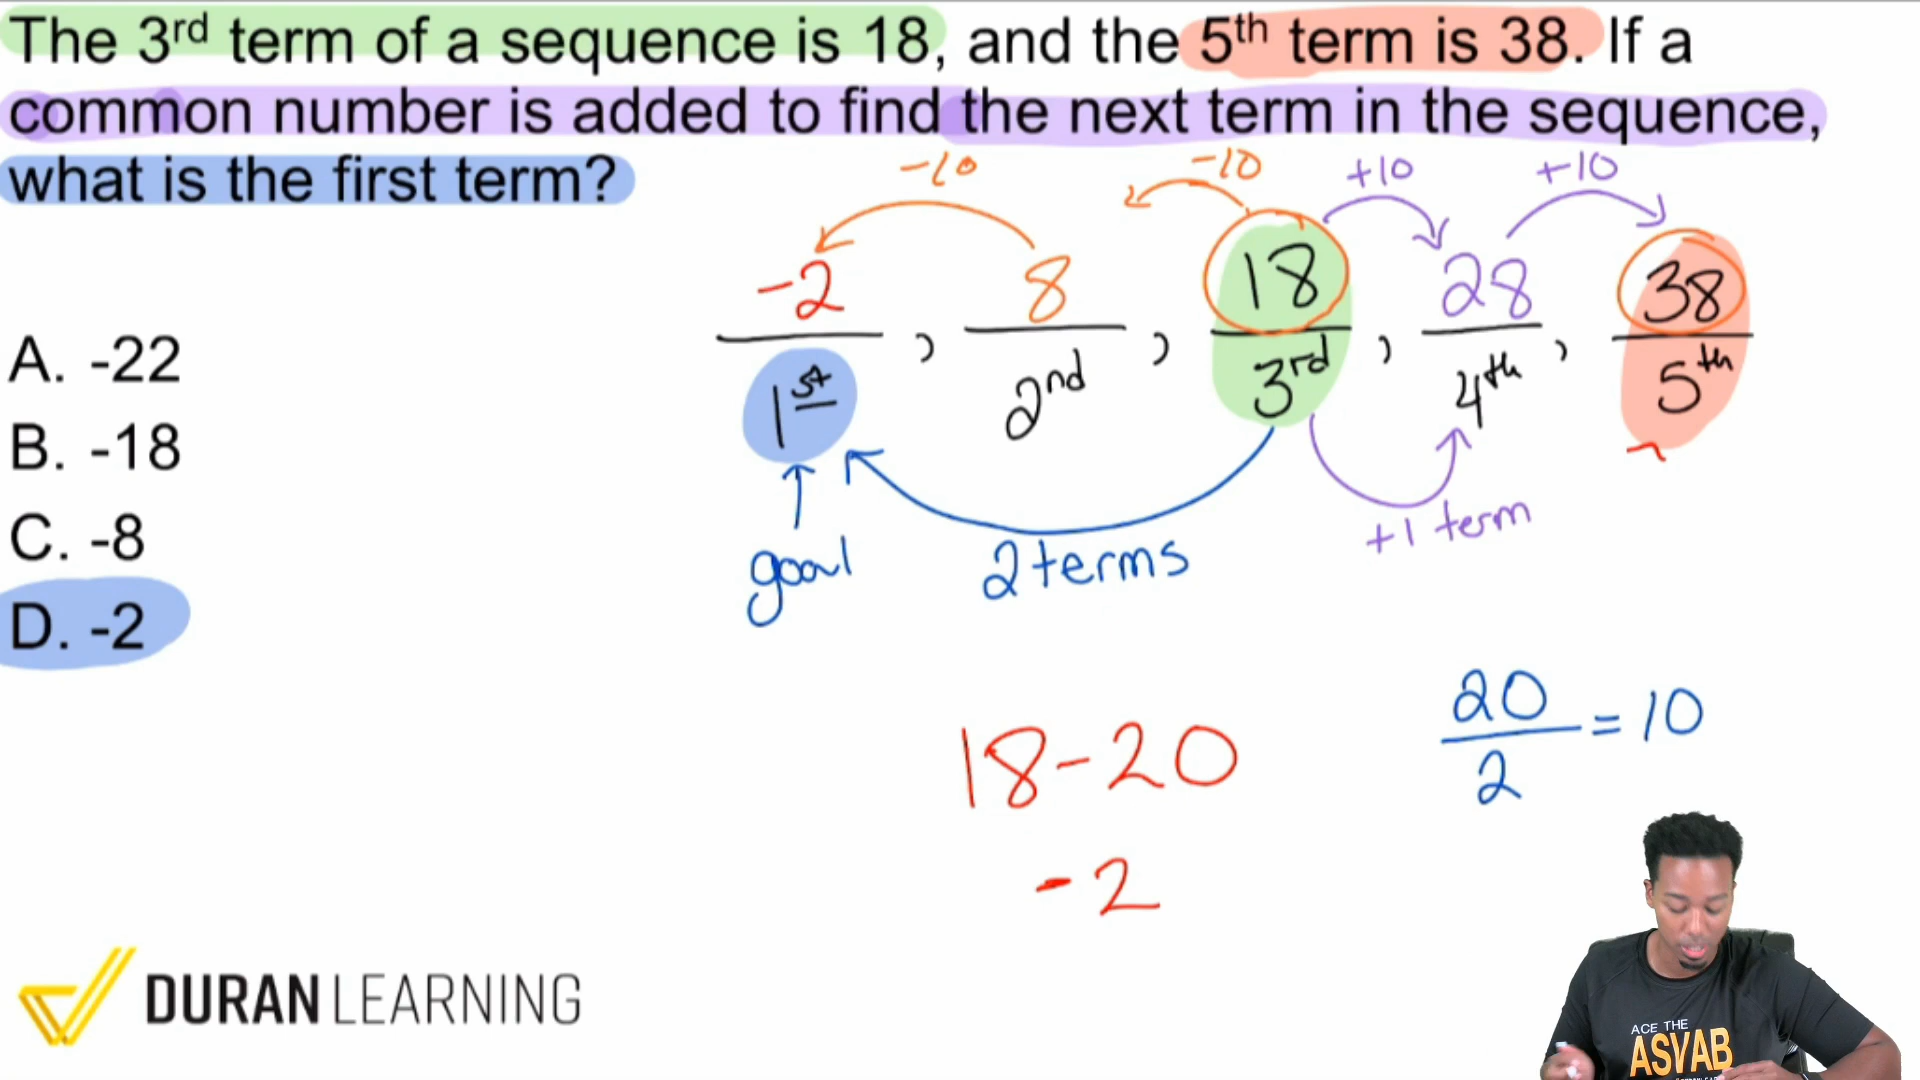 The 3rd term of a sequence is 18, and the 5th term is 38. If a
common number is added to find the next term in the sequence,
what is the first term?
-10 -10 +10 +10
-2, 8, 18, 28, 38
1st 2nd 3rd 4th 5th
A. -22
B. -18
C. -8
D. -2
goal
2 terms
+1 term
18-20
-2
20
2
= 10
DURAN LEARNING
ACE THE
ASVAB